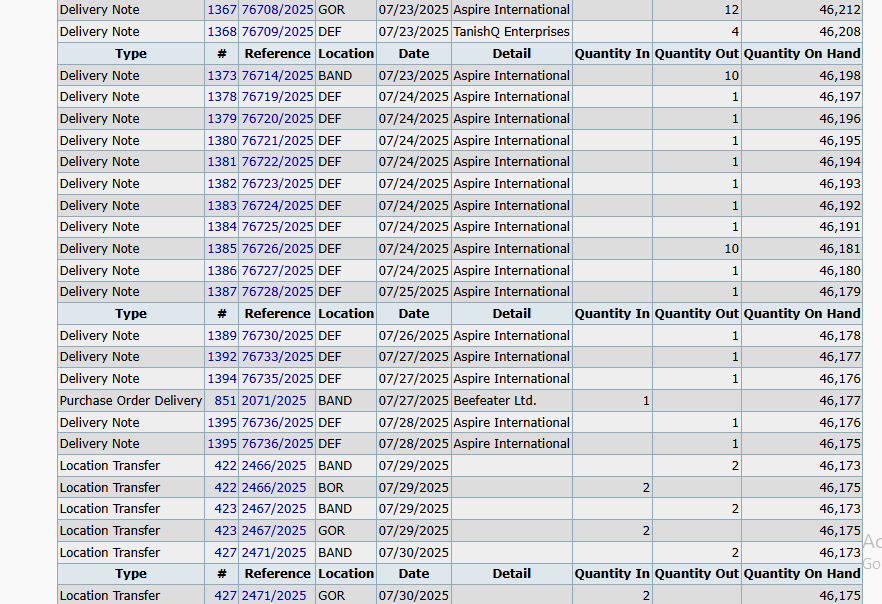 Delivery Note 1367 76708/2025 GOR 07/23/2025 Aspire International 12 46,212
Delivery Note 1368 76709/2025 DEF 07/23/2025 TanishQ Enterprises 4 46,208
Type # Reference Location Date Detail Quantity In Quantity Out Quantity On Hand
Delivery Note 1373 76714/2025 BAND 07/23/2025 Aspire International 10 46,198
Delivery Note 1378 76719/2025 DEF 07/24/2025 Aspire International 1 46,197
Delivery Note 1379 76720/2025 DEF 07/24/2025 Aspire International 1 46,196
Delivery Note 1380 76721/2025 DEF 07/24/2025 Aspire International 1 46,195
Delivery Note 1381 76722/2025 DEF 07/24/2025 Aspire International 1 46,194
Delivery Note 1382 76723/2025 DEF 07/24/2025 Aspire International 1 46,193
Delivery Note 1383 76724/2025 DEF 07/24/2025 Aspire International 1 46,192
Delivery Note 1384 76725/2025 DEF 07/24/2025 Aspire International 1 46,191
Delivery Note 1385 76726/2025 DEF 07/24/2025 Aspire International 10 46,181
Delivery Note 1386 76727/2025 DEF 07/24/2025 Aspire International 1 46,180
Delivery Note 1387 76728/2025 DEF 07/25/2025 Aspire International 1 46,179
Type # Reference Location Date Detail Quantity In Quantity Out Quantity On Hand
Delivery Note 1389 76730/2025 DEF 07/26/2025 Aspire International 1 46,178
Delivery Note 1392 76733/2025 DEF 07/27/2025 Aspire International 1 46,177
Delivery Note 1394 76735/2025 DEF 07/27/2025 Aspire International 1 46,176
Purchase Order Delivery 851 2071/2025 BAND 07/27/2025 Beefeater Ltd. 1 46,177
Delivery Note 1395 76736/2025 DEF 07/28/2025 Aspire International 1 46,176
Delivery Note 1395 76736/2025 DEF 07/28/2025 Aspire International 1 46,175
Location Transfer 422 2466/2025 BAND 07/29/2025 2 46,173
Location Transfer 422 2466/2025 BOR 07/29/2025 2 46,175
Location Transfer 423 2467/2025 BAND 07/29/2025 2 46,173
Location Transfer 423 2467/2025 GOR 07/29/2025 2 46,175
Location Transfer 427 2471/2025 BAND 07/30/2025 2 46,173
Type # Reference Location Date Detail Quantity In Quantity Out Quantity On Hand
Location Transfer 427 2471/2025 GOR 07/30/2025 2 46,175
Ac
Go